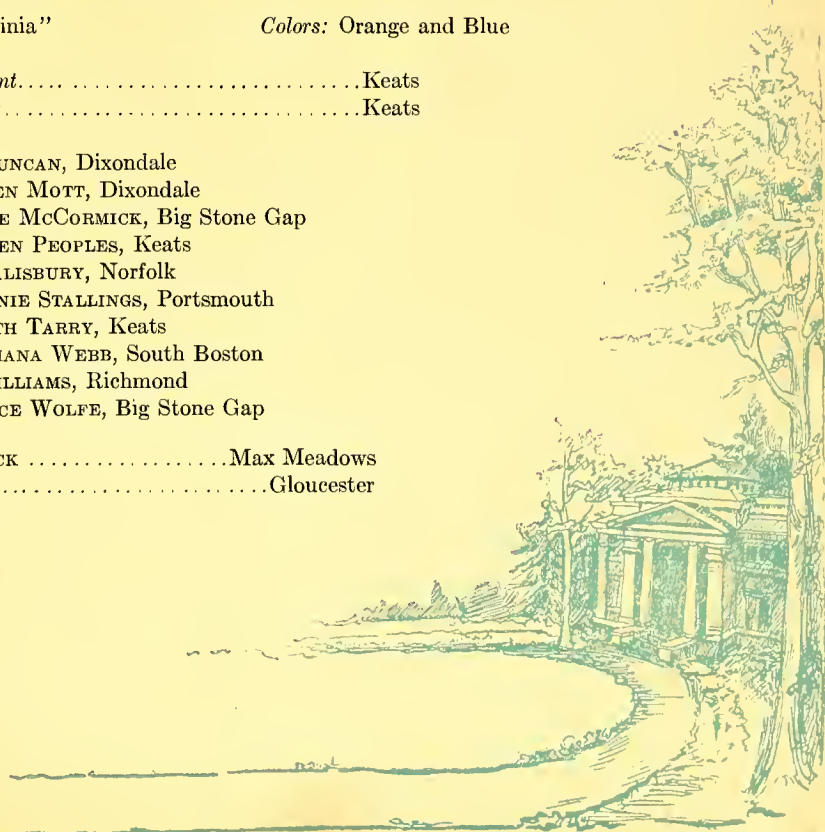 inia" Colors: Orange and Blue
nt..... ..............................Keats
.................................Keats
UNCAN, Dixondale
EN MOTT, Dixondale
E MCCORMICK, Big Stone Gap
EN PEOPLES, Keats
LISBURY, Norfolk
NIE STALLINGS, Portsmouth
TH TARRY, Keats
IANA WEBB, South Boston
ILLIAMS, Richmond
CE WOLFE, Big Stone Gap
CK ..................Max Meadows
........................Gloucester